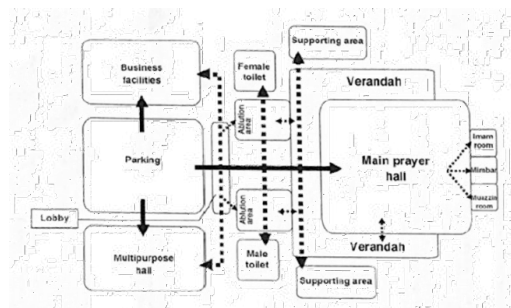 Supporting area
Business
facilities
Female
toilet
Verandah
Ablution
area
Imam
room
Parking
Main prayer
hall
Mimbar
Muazzin
room
Lobby
Ablution
area
Multipurpose
hall
Male
toilet
Verandah
Supporting area